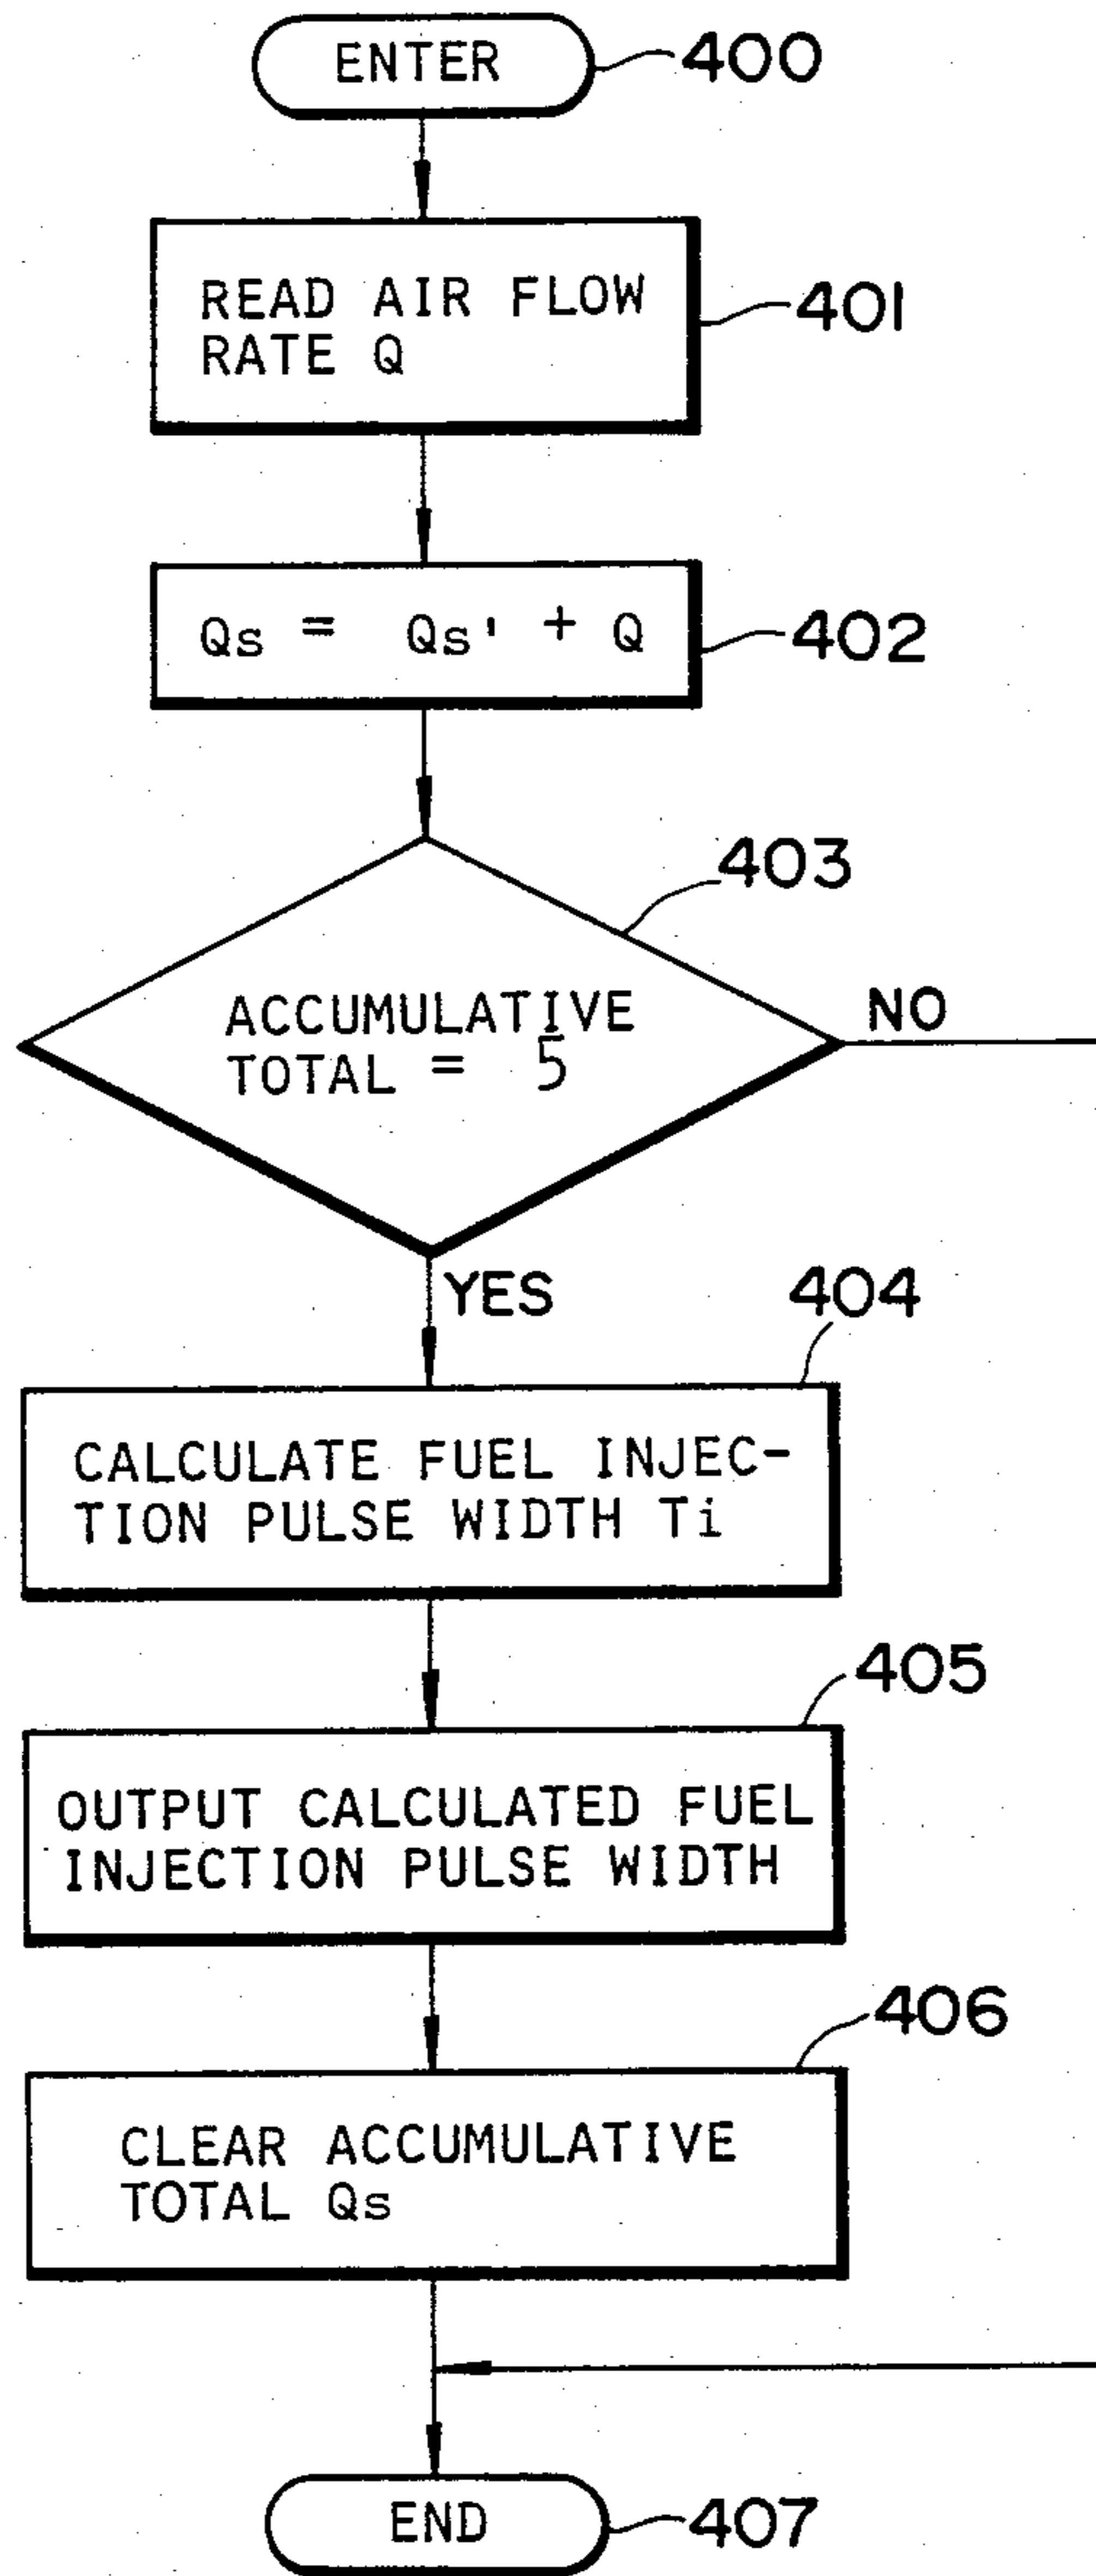 ENTER
400
READ AIR FLOW
RATE Q
401
Qs = Qs' + Q
402
403
ACCUMULATIVE
TOTAL = 5
NO
YES
404
CALCULATE FUEL INJEC-
TION PULSE WIDTH Ti
405
OUTPUT CALCULATED FUEL
INJECTION PULSE WIDTH
406
CLEAR ACCUMULATIVE
TOTAL Qs
END
407